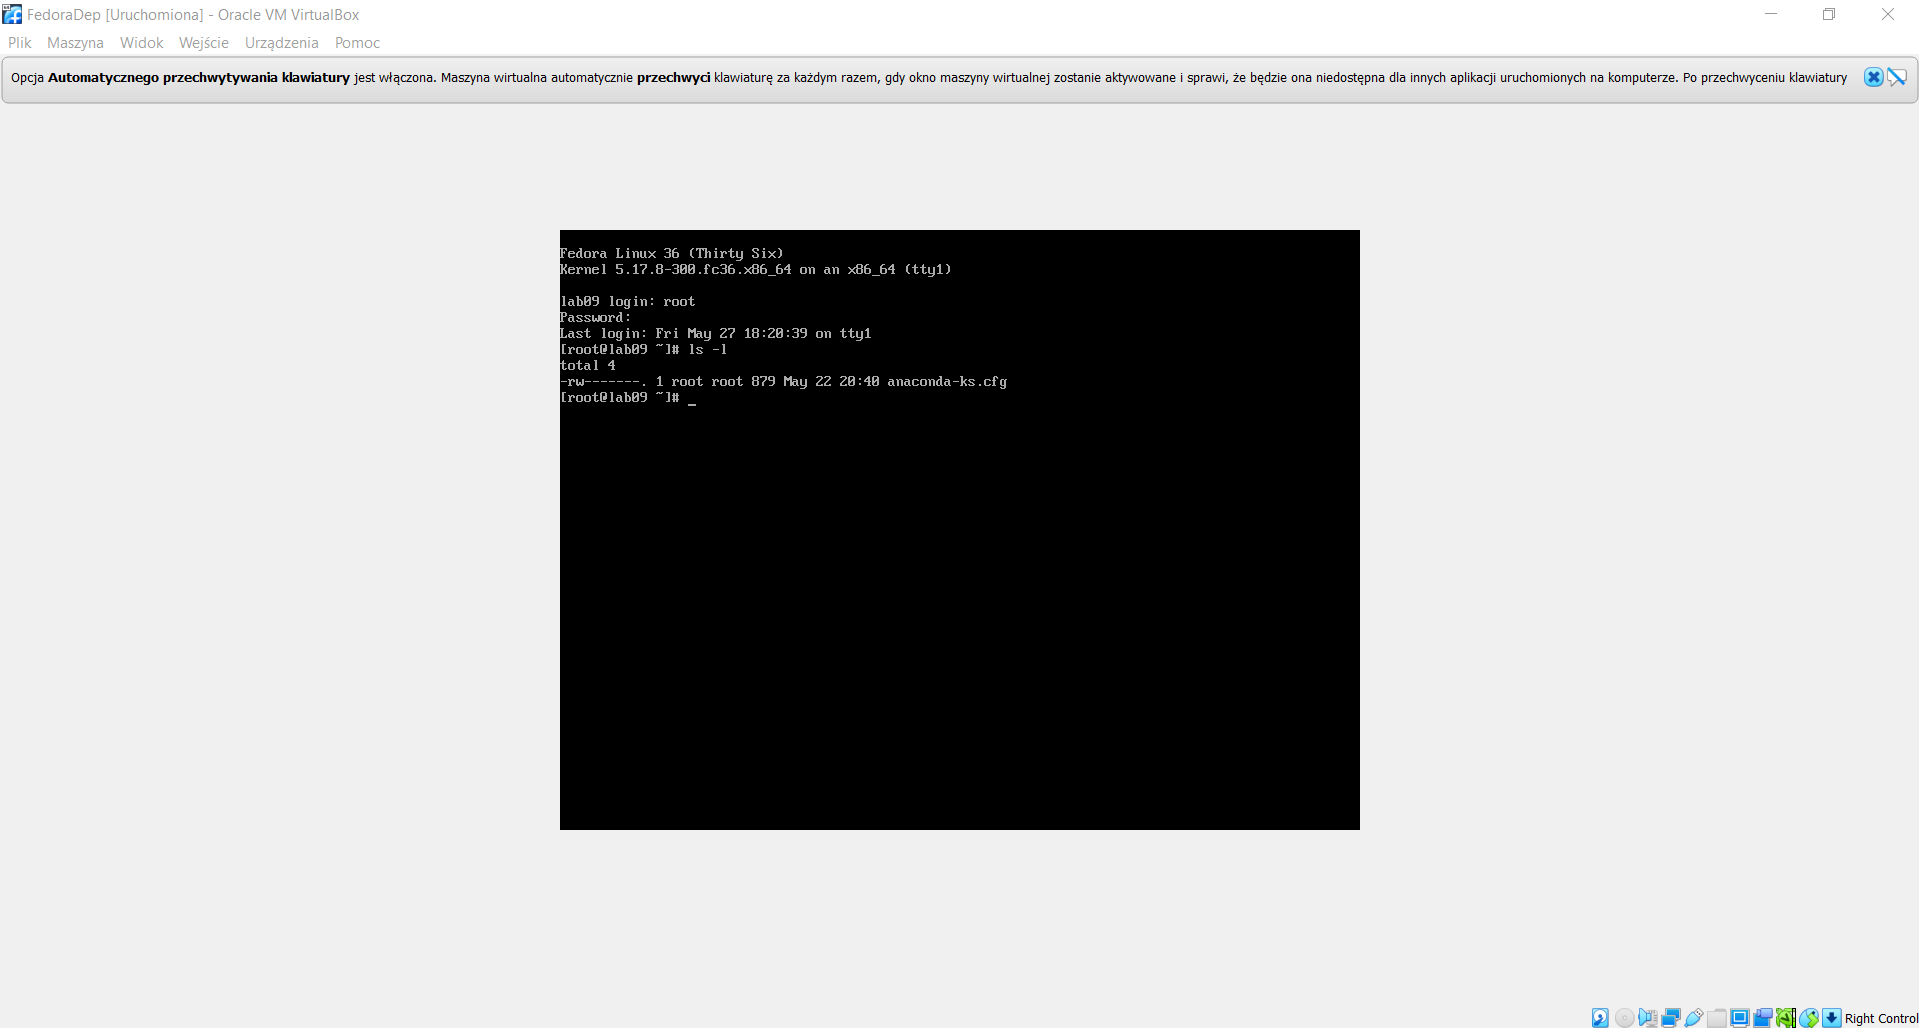 FedoraDep [Uruchomiona] - Oracle VM VirtualBox
Plik Maszyna Widok Wejście Urządzenia Pomoc
Opcja Automatycznego przechwytywania klawiatury jest włączona. Maszyna wirtualna automatycznie przechwyci klawiaturę za każdym razem, gdy okno maszyny wirtualnej zostanie aktywowane i sprawi, że będzie ona niedostępna dla innych aplikacji uruchomionych na komputerze. Po przechwyceniu klawiatury
Fedora Linux 36 (Thirty Six)
Kernel 5.17.8-300.fc36.x86_64 on an x86_64 (tty1)
lab09 login: root
Password:
Last login: Fri May 27 18:20:39 on tty1
[root@lab09 ~]# ls -l
total 4
-rw-------. 1 root root 879 May 22 20:40 anaconda-ks.cfg
[root@lab09 ~]# _
Right Control